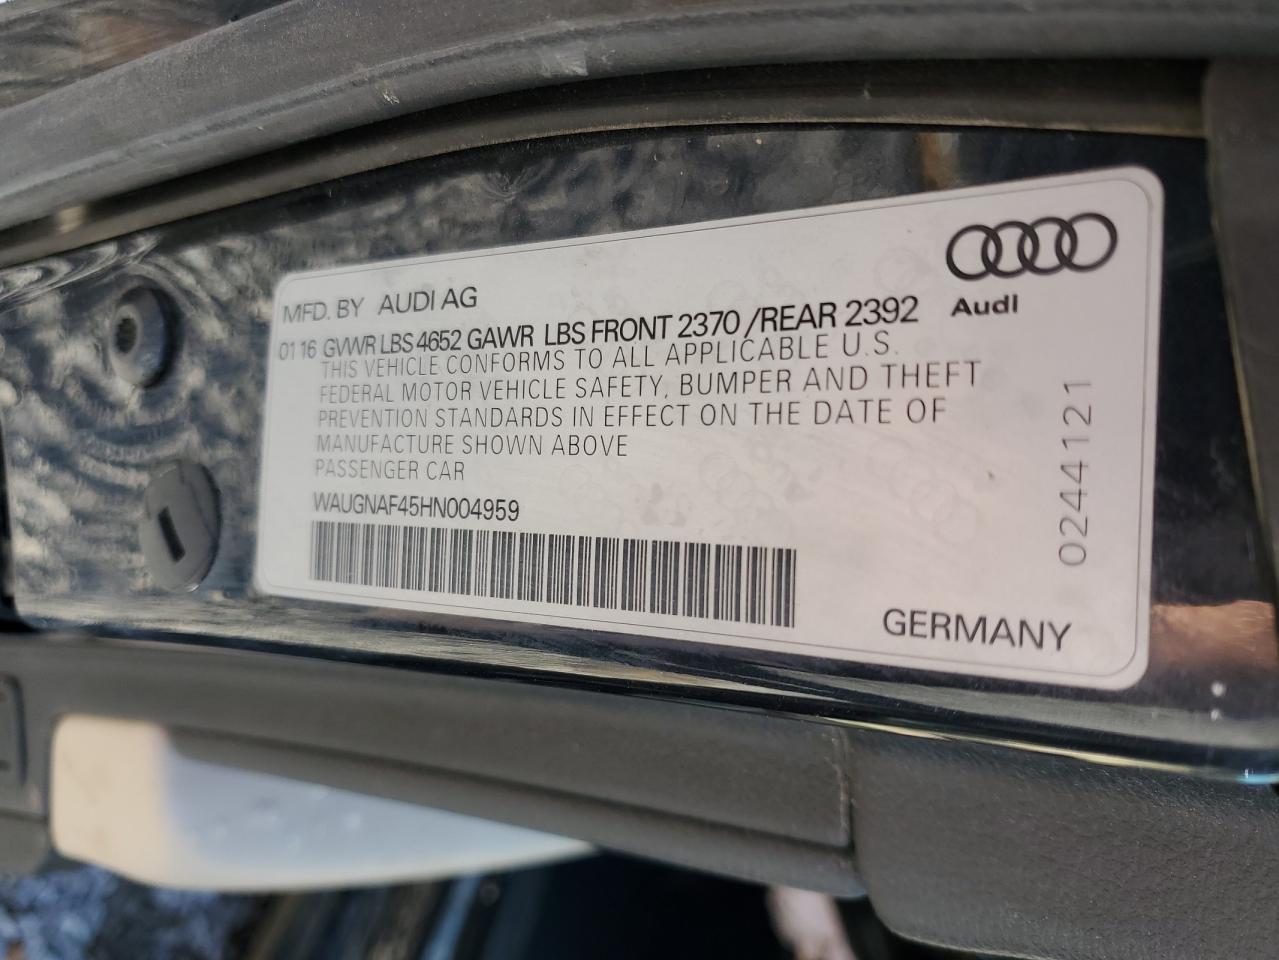 MFD. BY AUDI AG
Audi
01 16 GVWR LBS 4652 GAWR LBS FRONT 2370 /REAR 2392
THIS VEHICLE CONFORMS TO ALL APPLICABLE U.S.
FEDERAL MOTOR VEHICLE SAFETY, BUMPER AND THEFT
PREVENTION STANDARDS IN EFFECT ON THE DATE OF
MANUFACTURE SHOWN ABOVE
PASSENGER CAR
WAUGNAF45HN004959
0244121
GERMANY